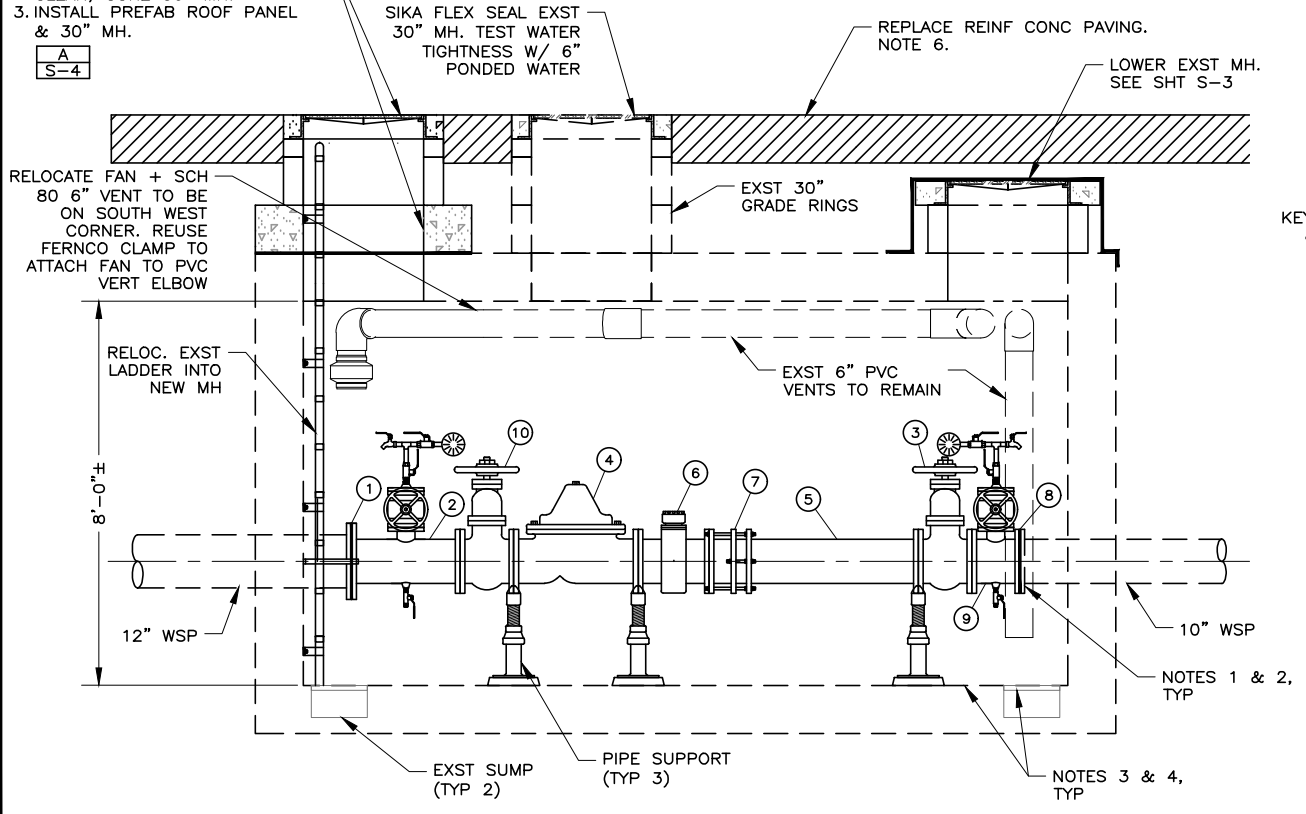 3. INSTALL PREFAB ROOF PANEL
& 30" MH.
A
S-4
SIKA FLEX SEAL EXST
30" MH. TEST WATER
TIGHTNESS W/ 6"
PONDED WATER
REPLACE REINF CONC PAVING.
NOTE 6.
LOWER EXST MH.
SEE SHT S-3
RELOCATE FAN + SCH
80 6" VENT TO BE
ON SOUTH WEST
CORNER. REUSE
FERNCO CLAMP TO
ATTACH FAN TO PVC
VERT ELBOW
EXST 30"
GRADE RINGS
KEY
RELOC. EXST
LADDER INTO
NEW MH
EXST 6" PVC
VENTS TO REMAIN
8'-0"±
1
2
10
4
6
7
5
3
8
9
12" WSP
10" WSP
NOTES 1 & 2,
TYP
EXST SUMP
(TYP 2)
PIPE SUPPORT
(TYP 3)
NOTES 3 & 4,
TYP